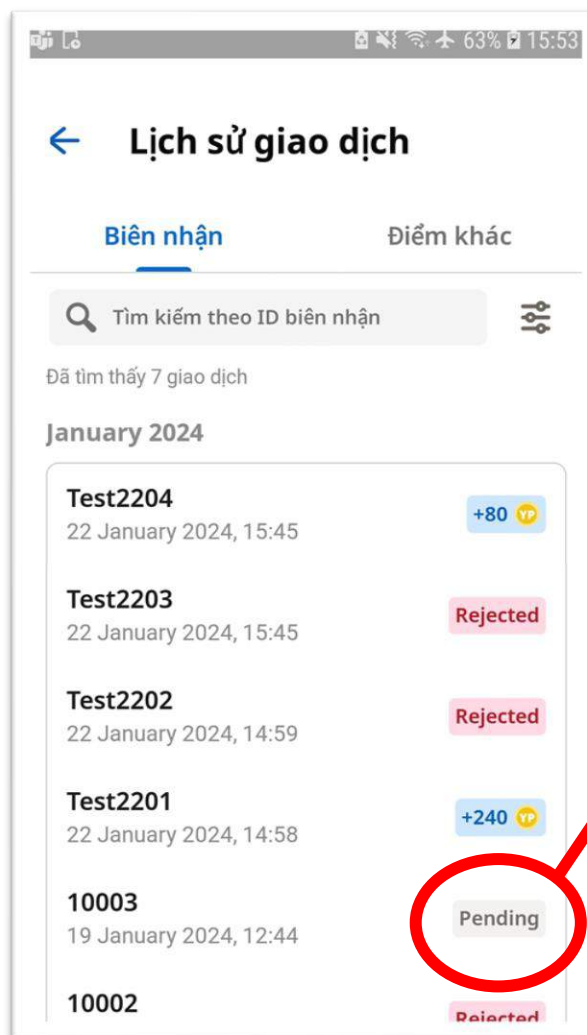 63% 15:53
Lịch sử giao dịch
Biên nhận Điểm khác
Tìm kiếm theo ID biên nhận
Đã tìm thấy 7 giao dịch
January 2024
Test2204
+80 YP
22 January 2024, 15:45
Test2203
Rejected
22 January 2024, 15:45
Test2202
Rejected
22 January 2024, 14:59
Test2201
+240 YP
22 January 2024, 14:58
10003
Pending
19 January 2024, 12:44
10002
Rejected